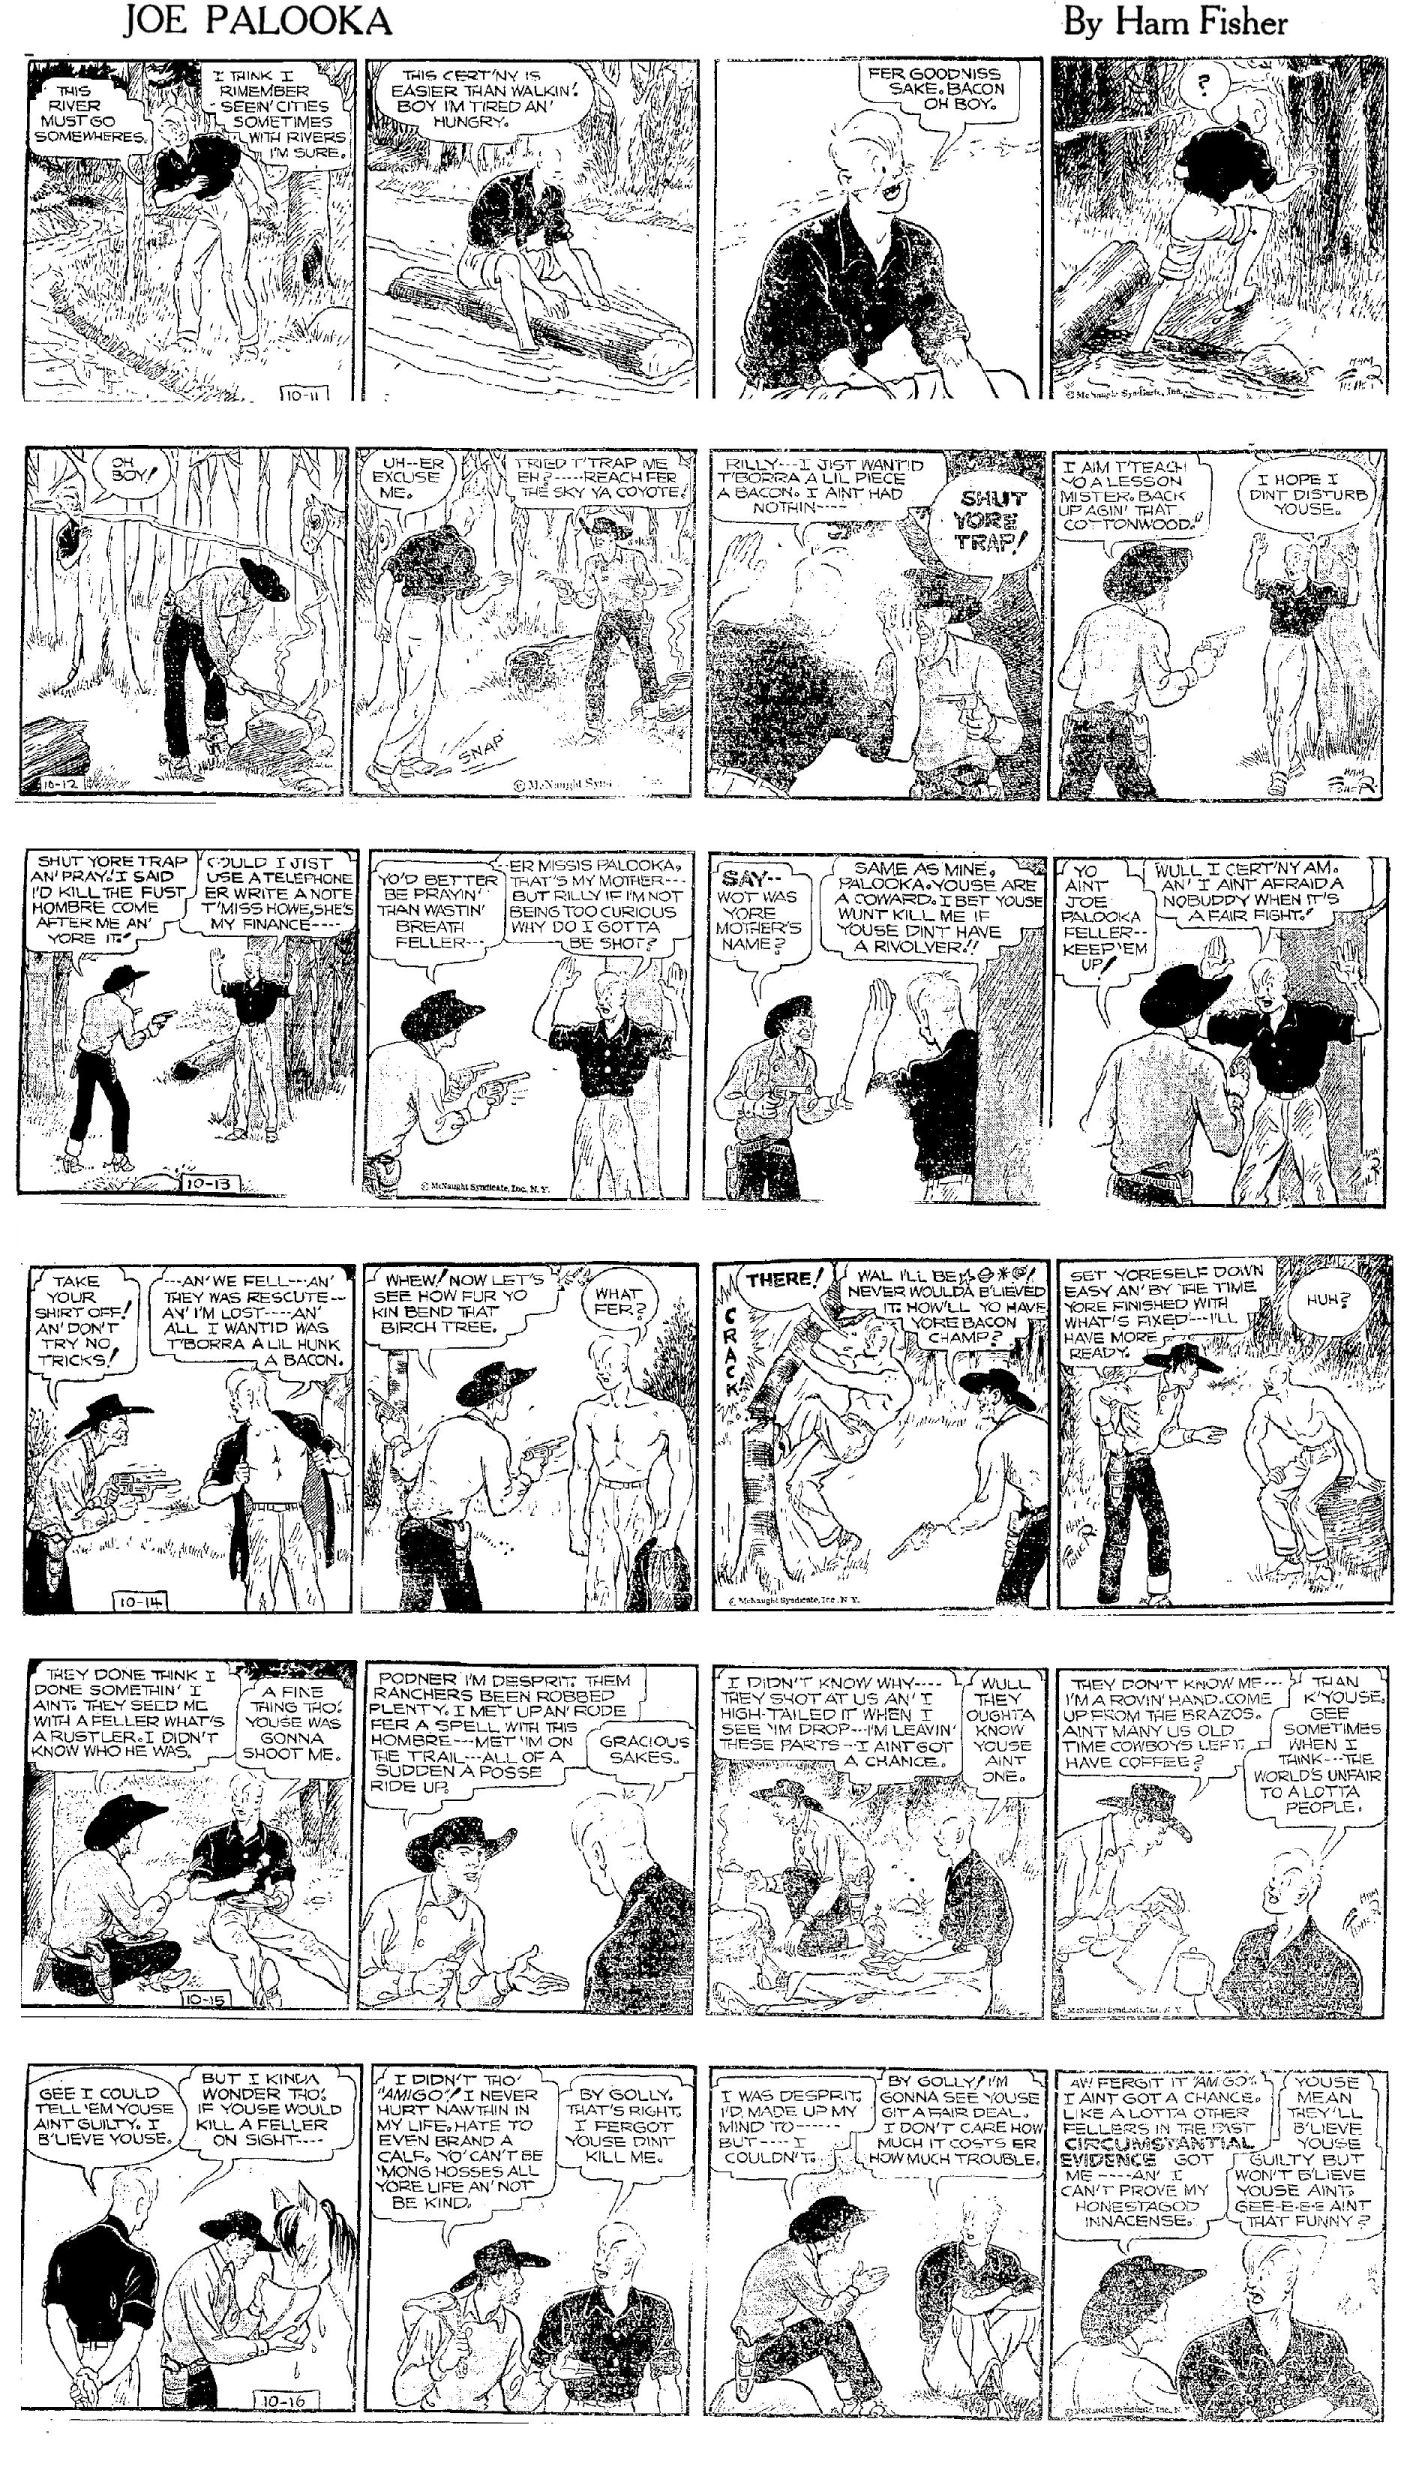 JOE PALOOKA
By Ham Fisher
THIS
RIVER
MUST GO
SOMEWHERES.
I THINK I
RIMEMBER
SEEIN' CITIES
SOMETIMES
WITH RIVERS
I'M SURE.
10-11
THIS CERT'NY IS
EASIER THAN WALKIN'.
BOY I'M TIRED AN'
HUNGRY.
FER GOODNISS
SAKE. BACON
OH BOY.
?
HAM
FISHER
© McNaught Syndicate, Inc.
OH
BOY!
10-12
UH--ER
EXCUSE
ME.
TRIED T'TRAP ME
EH?----REACH FER
THE SKY YA COYOTE!
SNAP
© McNaught Synd
RILLY---I JIST WANTID
T'BORRA A LIL PIECE
A BACON. I AINT HAD
NOTHIN----
SHUT
YORE
TRAP!
I AIM T'TEACH
YO A LESSON
MISTER. BACK
UP AGIN' THAT
COTTONWOOD."
I HOPE I
DINT DISTURB
YOUSE.
HAM
FISHER
SHUT YORE TRAP
AN' PRAY. I SAID
I'D KILL THE FUST
HOMBRE COME
AFTER ME AN'
YORE IT!
COULD I JIST
USE A TELEPHONE
ER WRITE A NOTE
T'MISS HOWE, SHE'S
MY FINANCE----
10-13
YO'D BETTER
BE PRAYIN'
THAN WASTIN'
BREATH
FELLER---
--ER MISSIS PALOOKA,
THAT'S MY MOTHER---
BUT RILLY IF I'M NOT
BEING TOO CURIOUS
WHY DO I GOTTA
BE SHOT?
© McNaught Syndicate, Inc. N. Y.
SAY--
WOT WAS
YORE
MOTHER'S
NAME?
SAME AS MINE,
PALOOKA. YOUSE ARE
A COWARD. I BET YOUSE
WUNT KILL ME IF
YOUSE DIN'T HAVE
A RIVOLVER!!
YO
AINT
JOE
PALOOKA
FELLER--
KEEP 'EM
UP!
WULL I CERT'NY AM.
AN' I AINT AFRAID A
NOBUDDY WHEN IT'S
A FAIR FIGHT!
TAKE
YOUR
SHIRT OFF!
AN' DON'T
TRY NO
TRICKS!
---AN' WE FELL---AN'
THEY WAS RESCUTE--
AN' I'M LOST----AN'
ALL I WANTID WAS
T'BORRA A LIL HUNK
A BACON.
10-14
WHEW! NOW LET'S
SEE HOW FUR YO
KIN BEND THAT
BIRCH TREE.
WHAT
FER?
THERE!
CRACK
WAL I'LL BE☆@*@!
NEVER WOULDA B'LIEVED
IT. HOW'LL YO HAVE
YORE BACON
CHAMP?
© McNaught Syndicate, Inc. N. Y.
SET YORESELF DOWN
EASY AN' BY THE TIME
YORE FINISHED WITH
WHAT'S FIXED---I'LL
HAVE MORE
READY.
HUH?
HAM
FISHER
THEY DONE THINK I
DONE SOMETHIN' I
AINT. THEY SEED ME
WITH A FELLER WHAT'S
A RUSTLER. I DIDN'T
KNOW WHO HE WAS.
A FINE
THING THO'.
YOUSE WAS
GONNA
SHOOT ME.
10-15
PODNER I'M DESPRIT. THEM
RANCHERS BEEN ROBBED
PLENTY. I MET UP AN' RODE
FER A SPELL WITH THIS
HOMBRE---MET 'IM ON
THE TRAIL---ALL OF A
SUDDEN A POSSE
RIDE UP.
GRACIOUS
SAKES.
I DIDN'T KNOW WHY----
THEY SHOT AT US AN' I
HIGH-TAILED IT WHEN I
SEE 'IM DROP--I'M LEAVIN'
THESE PARTS--I AINT GOT
A CHANCE.
WULL
THEY
OUGHTA
KNOW
YOUSE
AINT
ONE.
THEY DON'T KNOW ME---
I'M A ROVIN' HAND. COME
UP FROM THE BRAZOS.
AINT MANY US OLD
TIME COWBOYS LEFT.
HAVE COFFEE?
THAN
K'YOUSE.
GEE
SOMETIMES
WHEN I
THINK---THE
WORLD'S UNFAIR
TO A LOTTA
PEOPLE.
HAM
FISHER
GEE I COULD
TELL 'EM YOUSE
AINT GUILTY. I
B'LIEVE YOUSE.
BUT I KINDA
WONDER THO'.
IF YOUSE WOULD
KILL A FELLER
ON SIGHT----
10-16
I DIDN'T THO'
"AMIGO"! I NEVER
HURT NAWTHIN IN
MY LIFE. HATE TO
EVEN BRAND A
CALF. YO' CAN'T BE
'MONG HOSSES ALL
YORE LIFE AN' NOT
BE KIND.
BY GOLLY.
THAT'S RIGHT.
I FERGOT
YOUSE DINT
KILL ME.
I WAS DESPRIT.
I'D MADE UP MY
MIND TO-----
BUT----I
COULDN'T.
BY GOLLY! I'M
GONNA SEE YOUSE
GIT A FAIR DEAL.
I DON'T CARE HOW
MUCH IT COSTS ER
HOW MUCH TROUBLE.
AW FERGIT IT "AMIGO".
I AINT GOT A CHANCE.
LIKE A LOTTA OTHER
FELLERS IN THE PAST
CIRCUMSTANTIAL
EVIDENCE GOT
ME----AN' I
CAN'T PROVE MY
HONESTAGOD
INNACENSE.
YOUSE
MEAN
THEY'LL
B'LIEVE
YOUSE
GUILTY BUT
WON'T B'LIEVE
YOUSE AINT.
GEE-E-E-E AINT
THAT FUNNY?